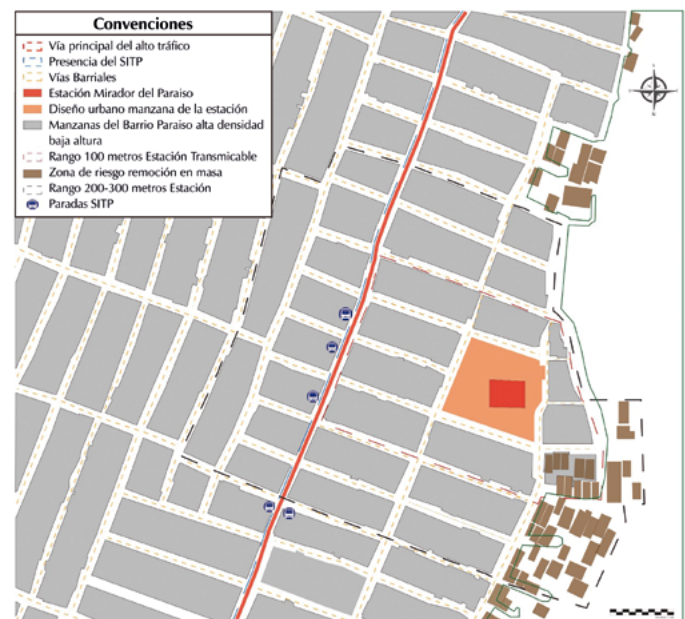 Convenciones
Vía principal del alto tráfico
Presencia del SITP
Vías Barriales
Estación Mirador del Paraiso
Diseño urbano manzana de la estación
Manzanas del Barrio Paraiso alta densidad
baja altura
Rango 100 metros Estación Transmicable
Zona de riesgo remoción en masa
Rango 200-300 metros Estación
Paradas SITP